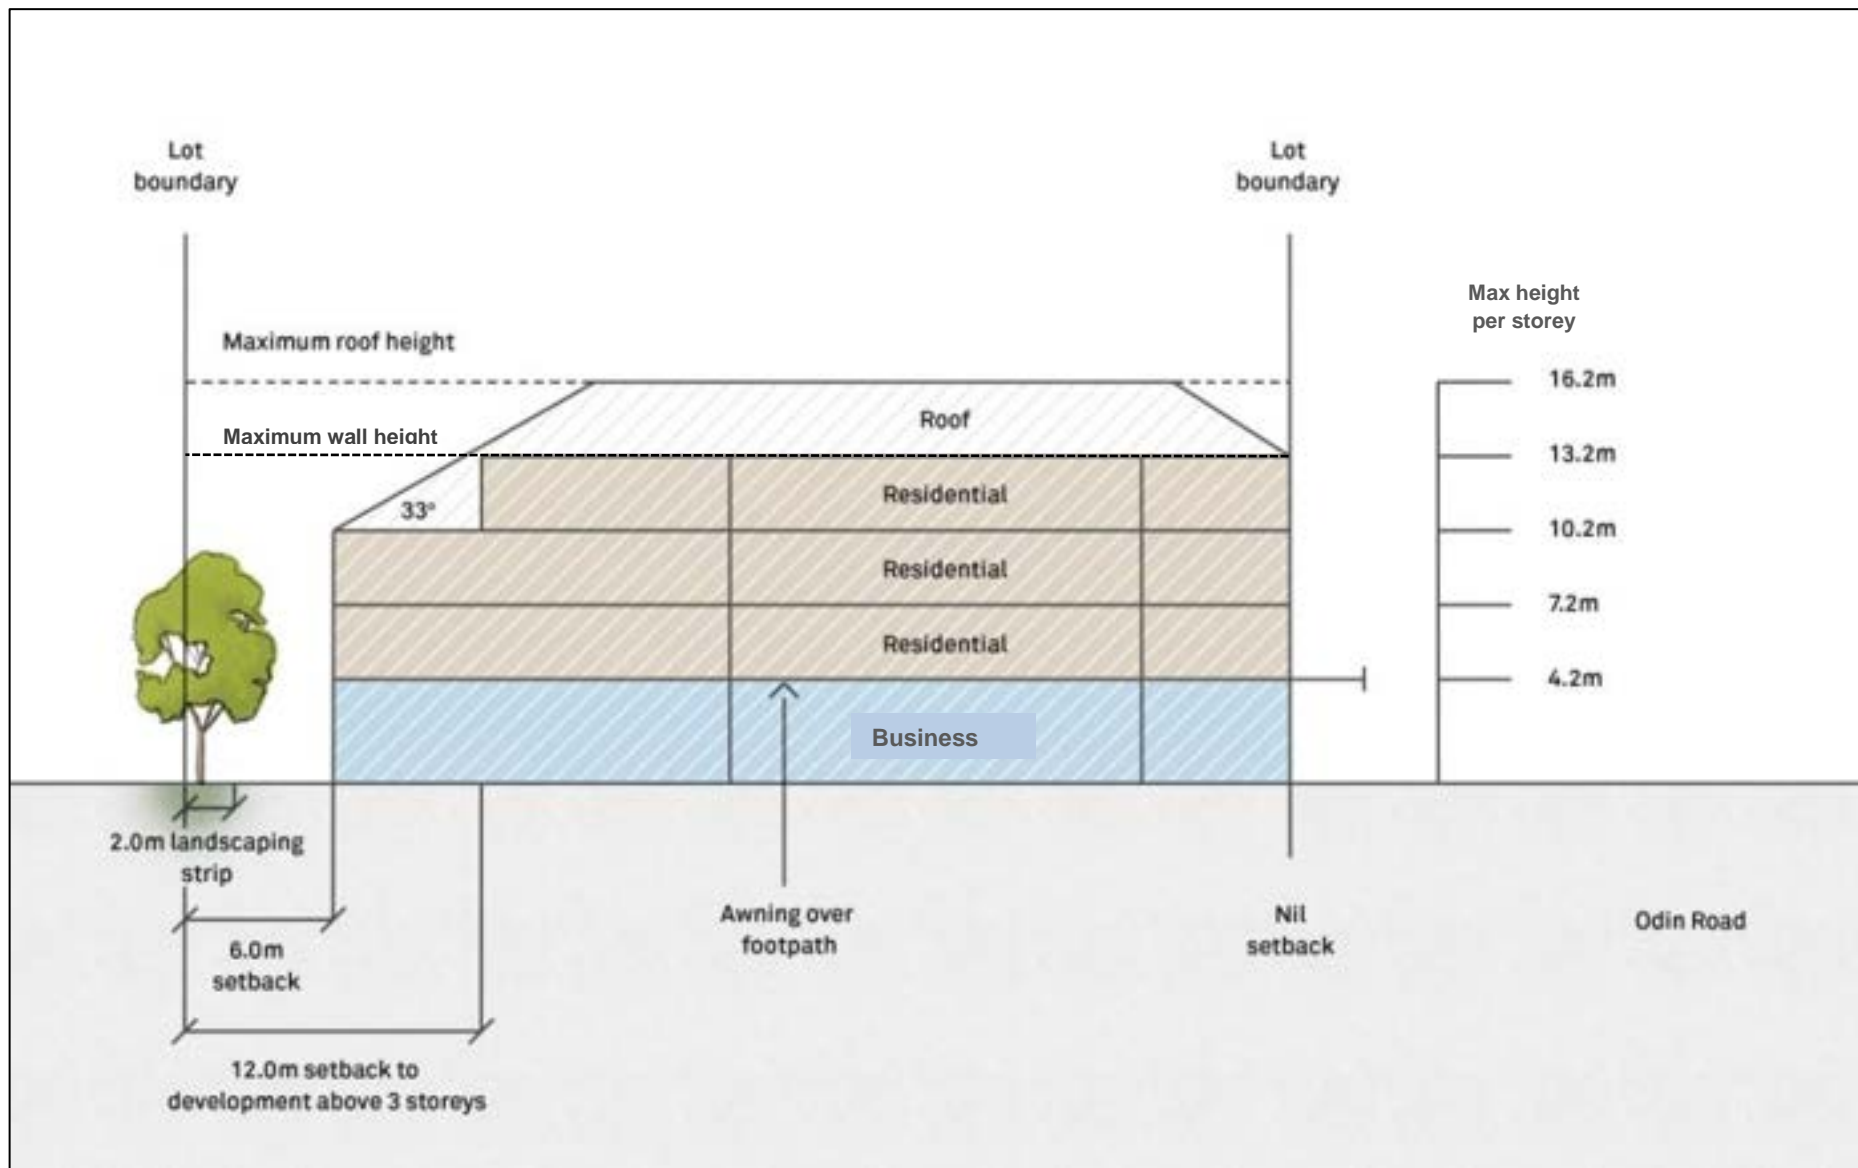 Lot
boundary
Lot
boundary
Max height
per storey
Maximum roof height
16.2m
Roof
Maximum wall height
13.2m
Residential
33°
10.2m
Residential
7.2m
Residential
4.2m
Business
2.0m landscaping
strip
Awning over
footpath
Nil
setback
Odin Road
6.0m
setback
12.0m setback to
development above 3 storeys